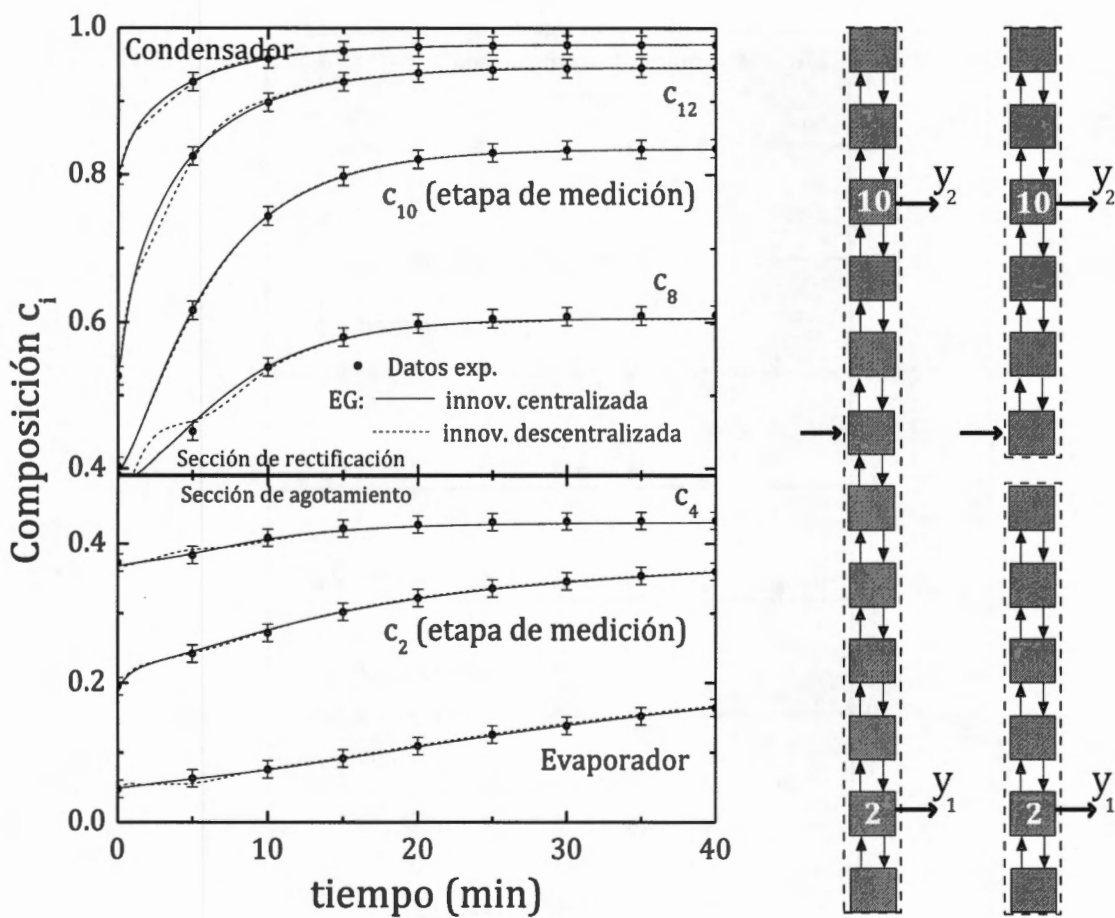 Composición cᵢ
1.0
0.8
0.6
0.4
Condensador
c₁₂
c₁₀ (etapa de medición)
c₈
Datos exp.
EG: innov. centralizada
innov. descentralizada
Sección de rectificación
Sección de agotamiento
0.4
0.2
0.0
c₄
c₂ (etapa de medición)
Evaporador
0
10
20
30
40
tiempo (min)
10
y₂
2
y₁
10
y₂
2
y₁